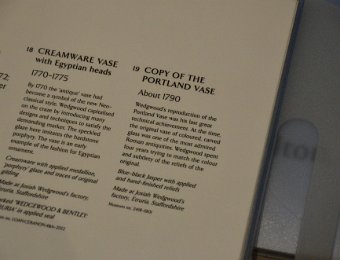 18 CREAMWARE VASE
with Egyptian heads
1770-1775
By 1770 the 'antique' vase had
become a symbol of the new Neo-
classical style. Wedgwood capitalised
on the craze by introducing many
designs and techniques to satisfy the
demanding market. The speckled
glaze here imitates the hardstone
porphyry. The vase is an early
example of the fashion for Egyptian
ornament.
Creamware with applied medallion,
'porphyry' glaze and traces of original
gilding
Made at Josiah Wedgwood's
factory, Etruria, Staffordshire
'WEDGWOOD & BENTLEY
in applied seal
19 COPY OF THE
PORTLAND VASE
About 1790
Wedgwood's reproduction of the
Portland Vase was his last great
technical achievement. At the time,
the original vase of coloured, carved
glass was one of the most admired
Roman antiquities. Wedgwood spent
four years trying to match the colour
and subtlety of the reliefs of the
original.
Blue-black jasper with applied
and hand-finished reliefs
Made at Josiah Wedgwood's
factory, Etruria, Staffordshire
Museum no.